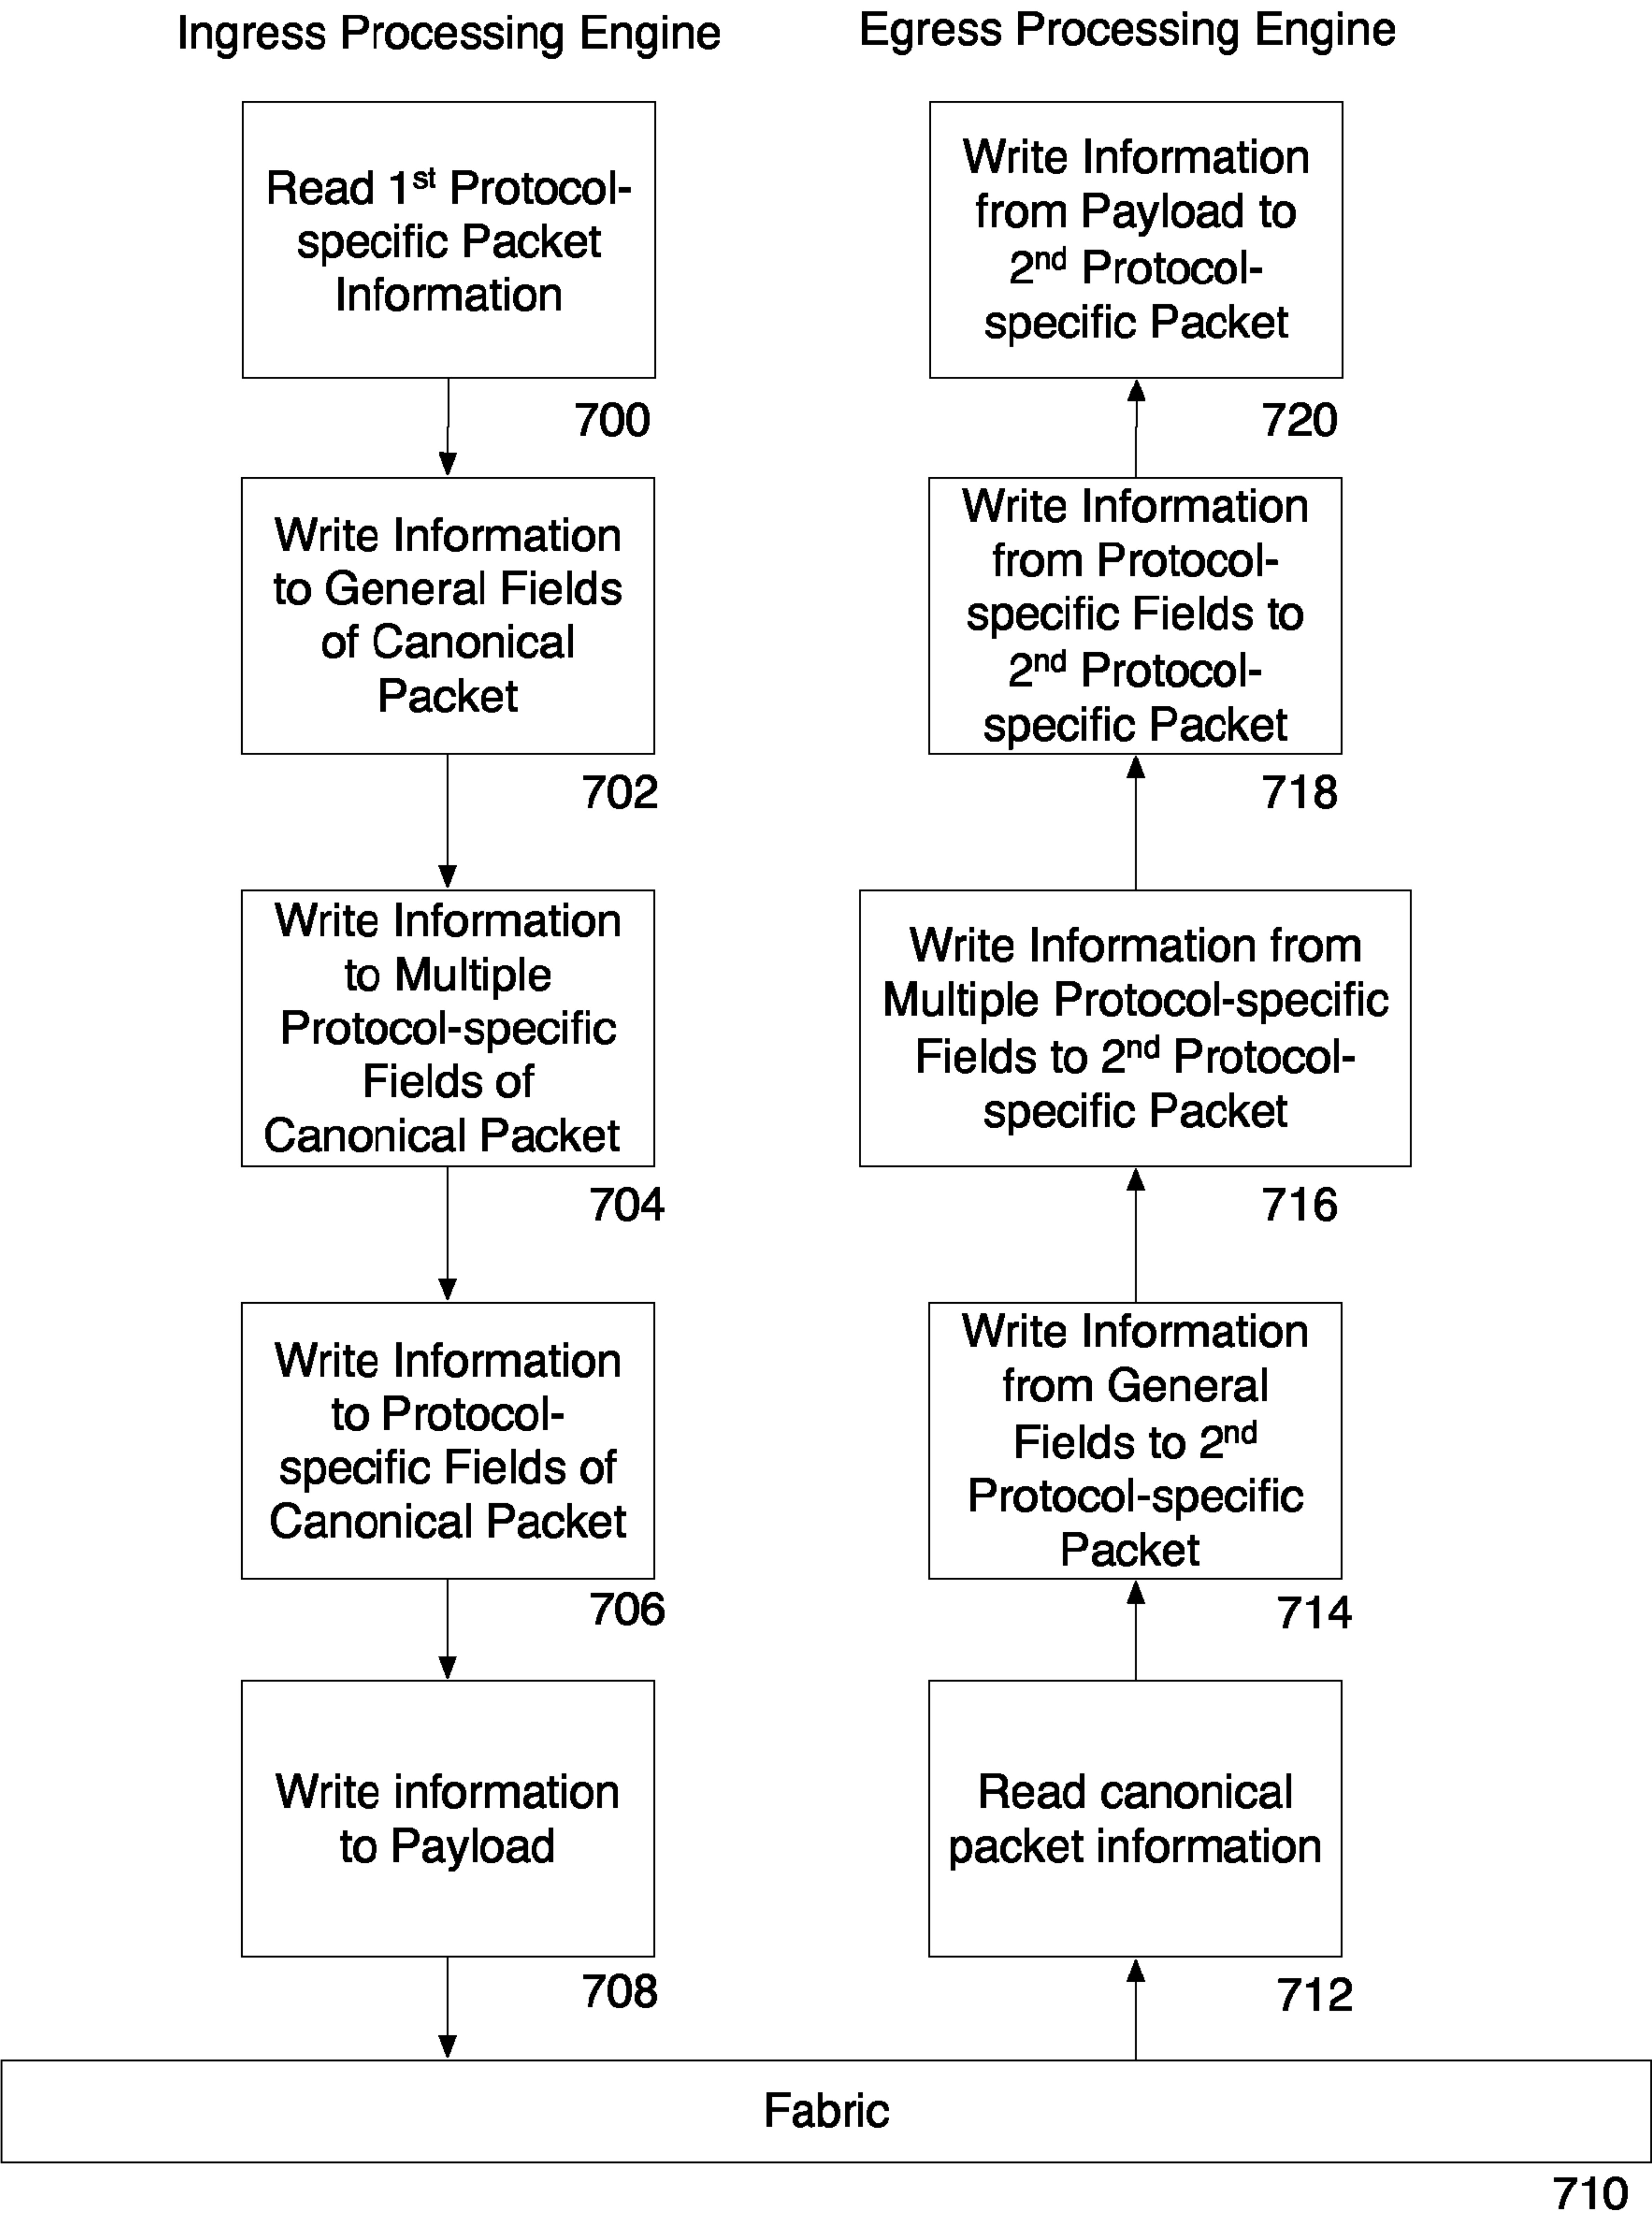 Ingress Processing Engine
Read 1st Protocol-
specific Packet
Information
700
Write Information
to General Fields
of Canonical
Packet
702
Write Information
to Multiple
Protocol-specific
Fields of
Canonical Packet
704
Write Information
to Protocol-
specific Fields of
Canonical Packet
706
Write information
to Payload
708
Egress Processing Engine
Write Information
from Payload to
2nd Protocol-
specific Packet
720
Write Information
from Protocol-
specific Fields to
2nd Protocol-
specific Packet
718
Write Information from
Multiple Protocol-specific
Fields to 2nd Protocol-
specific Packet
716
Write Information
from General
Fields to 2nd
Protocol-specific
Packet
714
Read canonical
packet information
712
Fabric
710